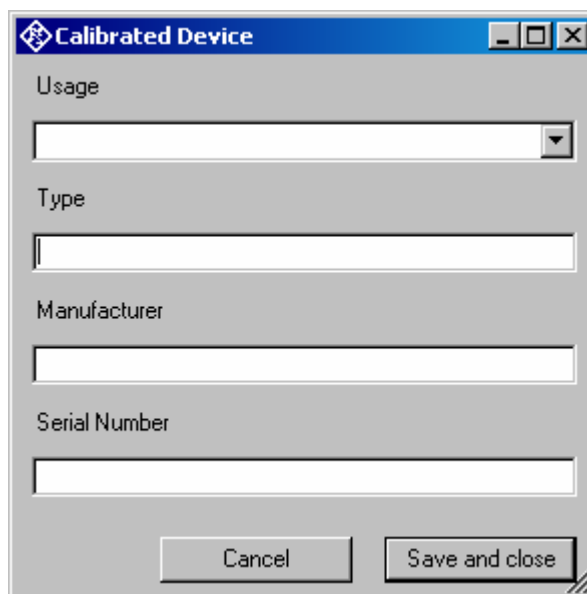 Calibrated Device
Usage
Type
Manufacturer
Serial Number
Cancel
Save and close